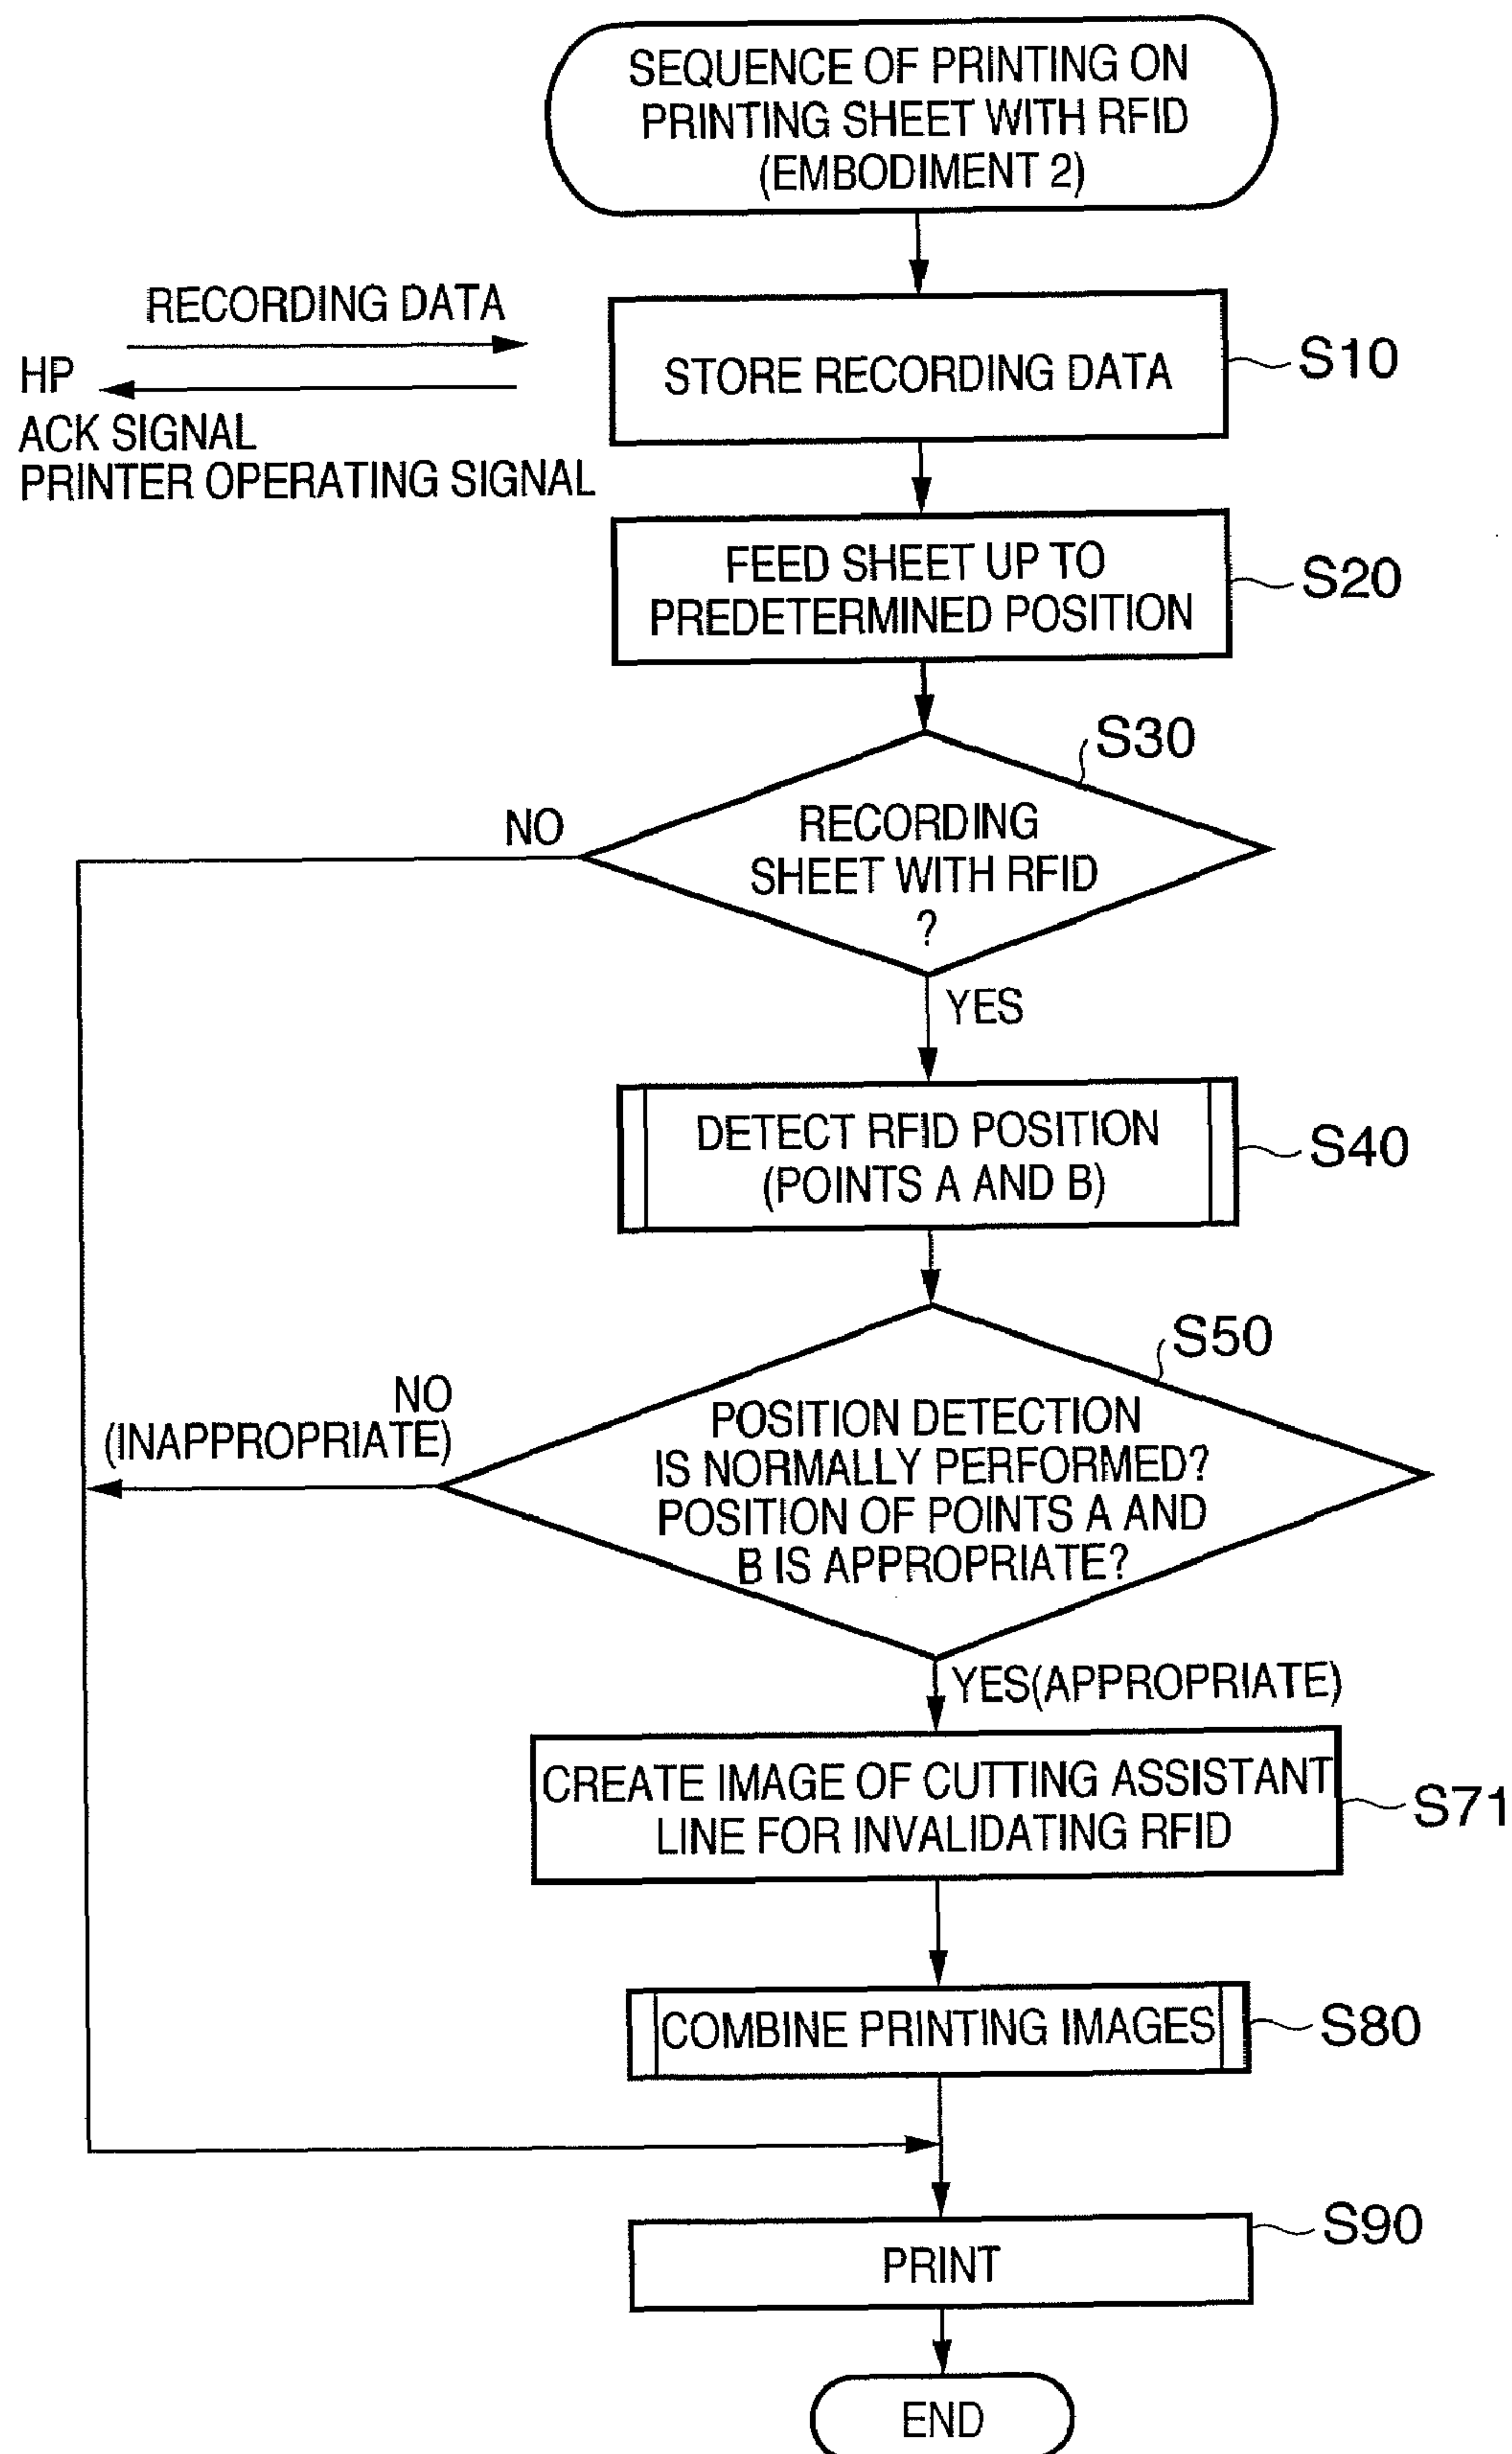 SEQUENCE OF PRINTING ON
PRINTING SHEET WITH RFID
(EMBODIMENT 2)
RECORDING DATA
HP
ACK SIGNAL
PRINTER OPERATING SIGNAL
STORE RECORDING DATA
S10
FEED SHEET UP TO
PREDETERMINED POSITION
S20
S30
NO
RECORDING
SHEET WITH RFID
?
YES
DETECT RFID POSITION
(POINTS A AND B)
S40
S50
NO
(INAPPROPRIATE)
POSITION DETECTION
IS NORMALLY PERFORMED?
POSITION OF POINTS A AND
B IS APPROPRIATE?
YES(APPROPRIATE)
CREATE IMAGE OF CUTTING ASSISTANT
LINE FOR INVALIDATING RFID
S71
COMBINE PRINTING IMAGES
S80
S90
PRINT
END